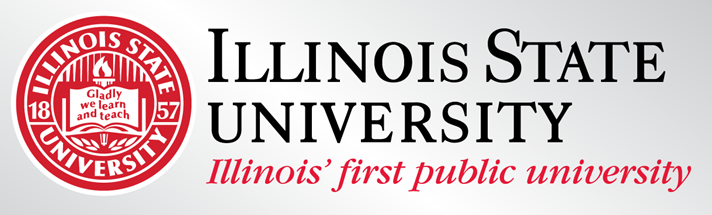 ILLINOIS STATE
18 57
Gladly
we learn
and teach
UNIVERSITY
ILLINOIS STATE
UNIVERSITY
Illinois' first public university